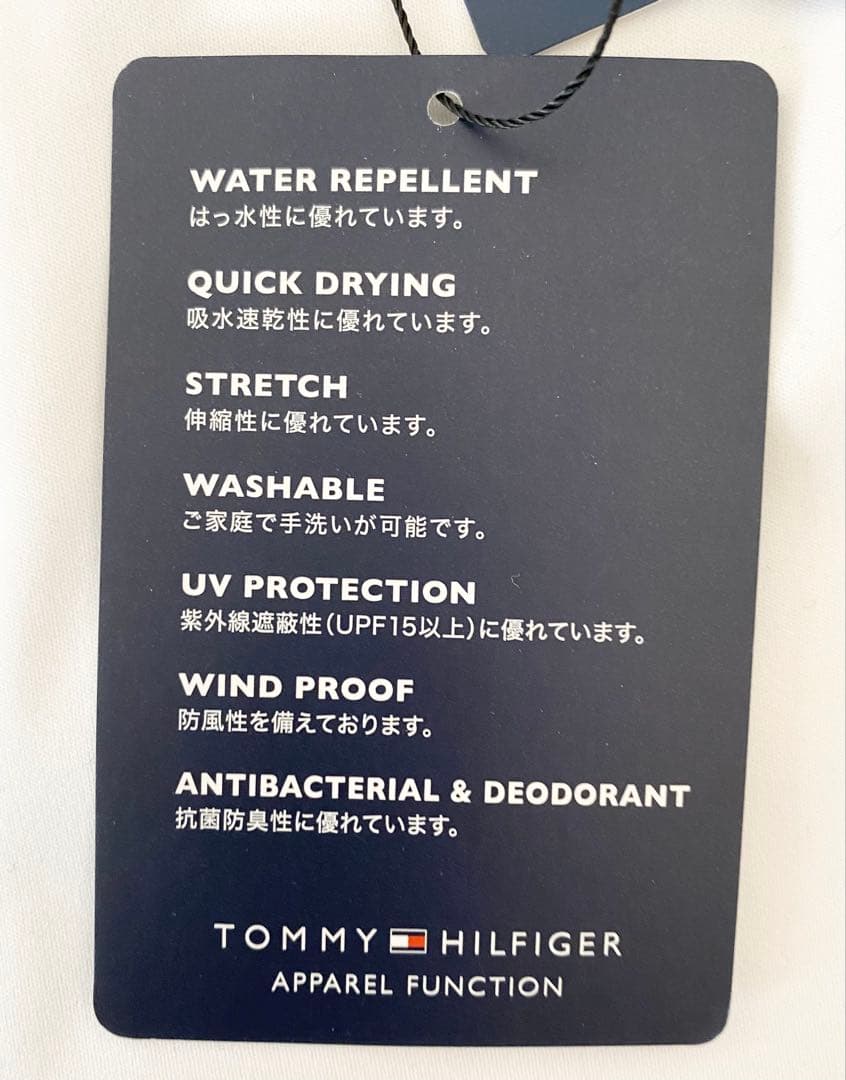 WATER REPELLENT
はっ水性に優れています。
QUICK DRYING
吸水速乾性に優れています。
STRETCH
伸縮性に優れています。
WASHABLE
ご家庭で手洗いが可能です。
UV PROTECTION
紫外線遮蔽性(UPF15以上)に優れています。
WIND PROOF
防風性を備えております。
ANTIBACTERIAL & DEODORANT
抗菌防臭性に優れています。
TOMMY HILFIGER
APPAREL FUNCTION